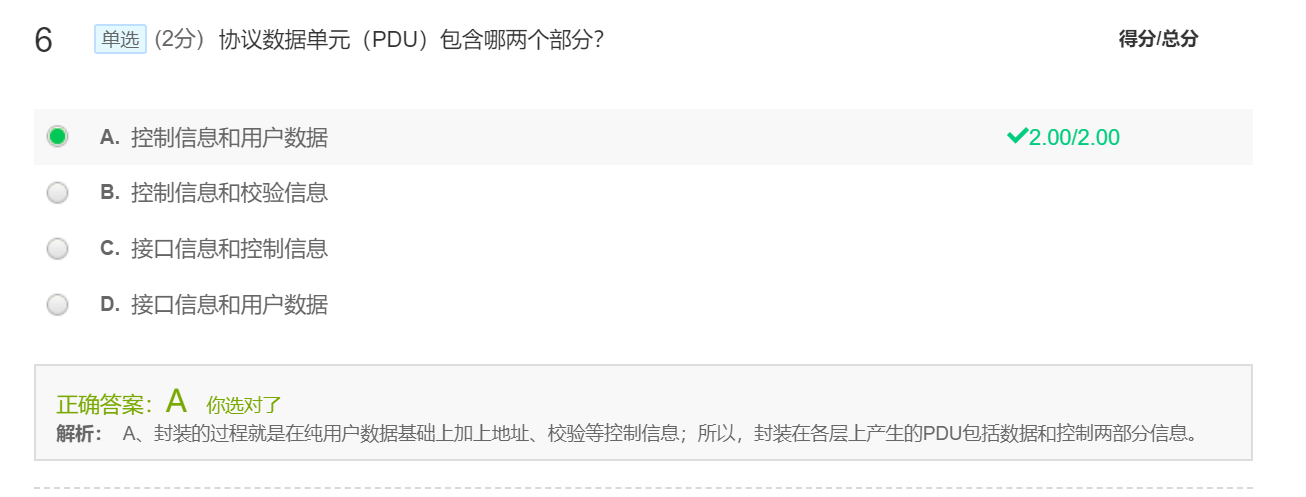 6 单选 (2分) 协议数据单元（PDU）包含哪两个部分？ 得分/总分
A. 控制信息和用户数据 2.00/2.00
B. 控制信息和校验信息
C. 接口信息和控制信息
D. 接口信息和用户数据
正确答案：A 你选对了
解析： A、封装的过程就是在纯用户数据基础上加上地址、校验等控制信息；所以，封装在各层上产生的PDU包括数据和控制两部分信息。